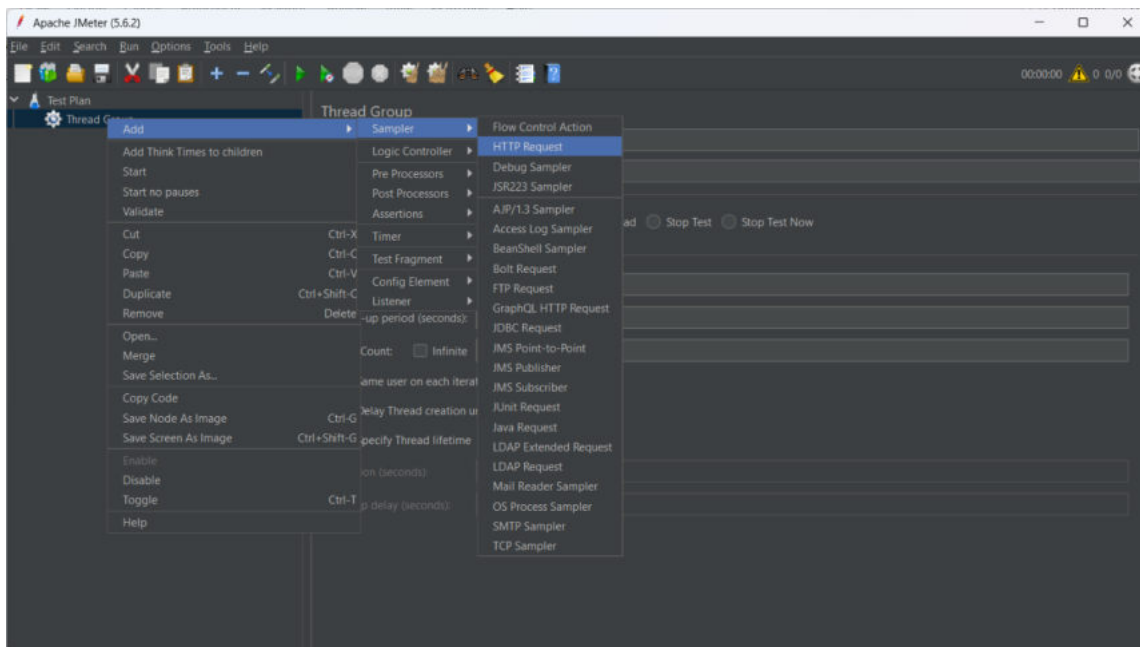 Apache JMeter (5.6.2)
File Edit Search Run Options Tools Help
00:00:00 0 0/0
Test Plan
Thread G
Thread Group
Add
Add Think Times to children
Start
Start no pauses
Validate
Cut Ctrl-X
Copy Ctrl-C
Paste Ctrl-V
Duplicate Ctrl+Shift-C
Remove Delete
Open...
Merge
Save Selection As...
Copy Code
Save Node As Image Ctrl-G
Save Screen As Image Ctrl+Shift-G
Enable
Disable
Toggle Ctrl-T
Help
Sampler
Logic Controller
Pre Processors
Post Processors
Assertions
Timer
Test Fragment
Config Element
Listener
Flow Control Action
HTTP Request
Debug Sampler
JSR223 Sampler
AJP/1.3 Sampler
Access Log Sampler
BeanShell Sampler
Bolt Request
FTP Request
GraphQL HTTP Request
JDBC Request
JMS Point-to-Point
JMS Publisher
JMS Subscriber
JUnit Request
Java Request
LDAP Extended Request
LDAP Request
Mail Reader Sampler
OS Process Sampler
SMTP Sampler
TCP Sampler
ad Stop Test Stop Test Now
-up period (seconds):
Count: Infinite
ame user on each iterat
Delay Thread creation un
pecify Thread lifetime
ion (seconds):
p delay (seconds):